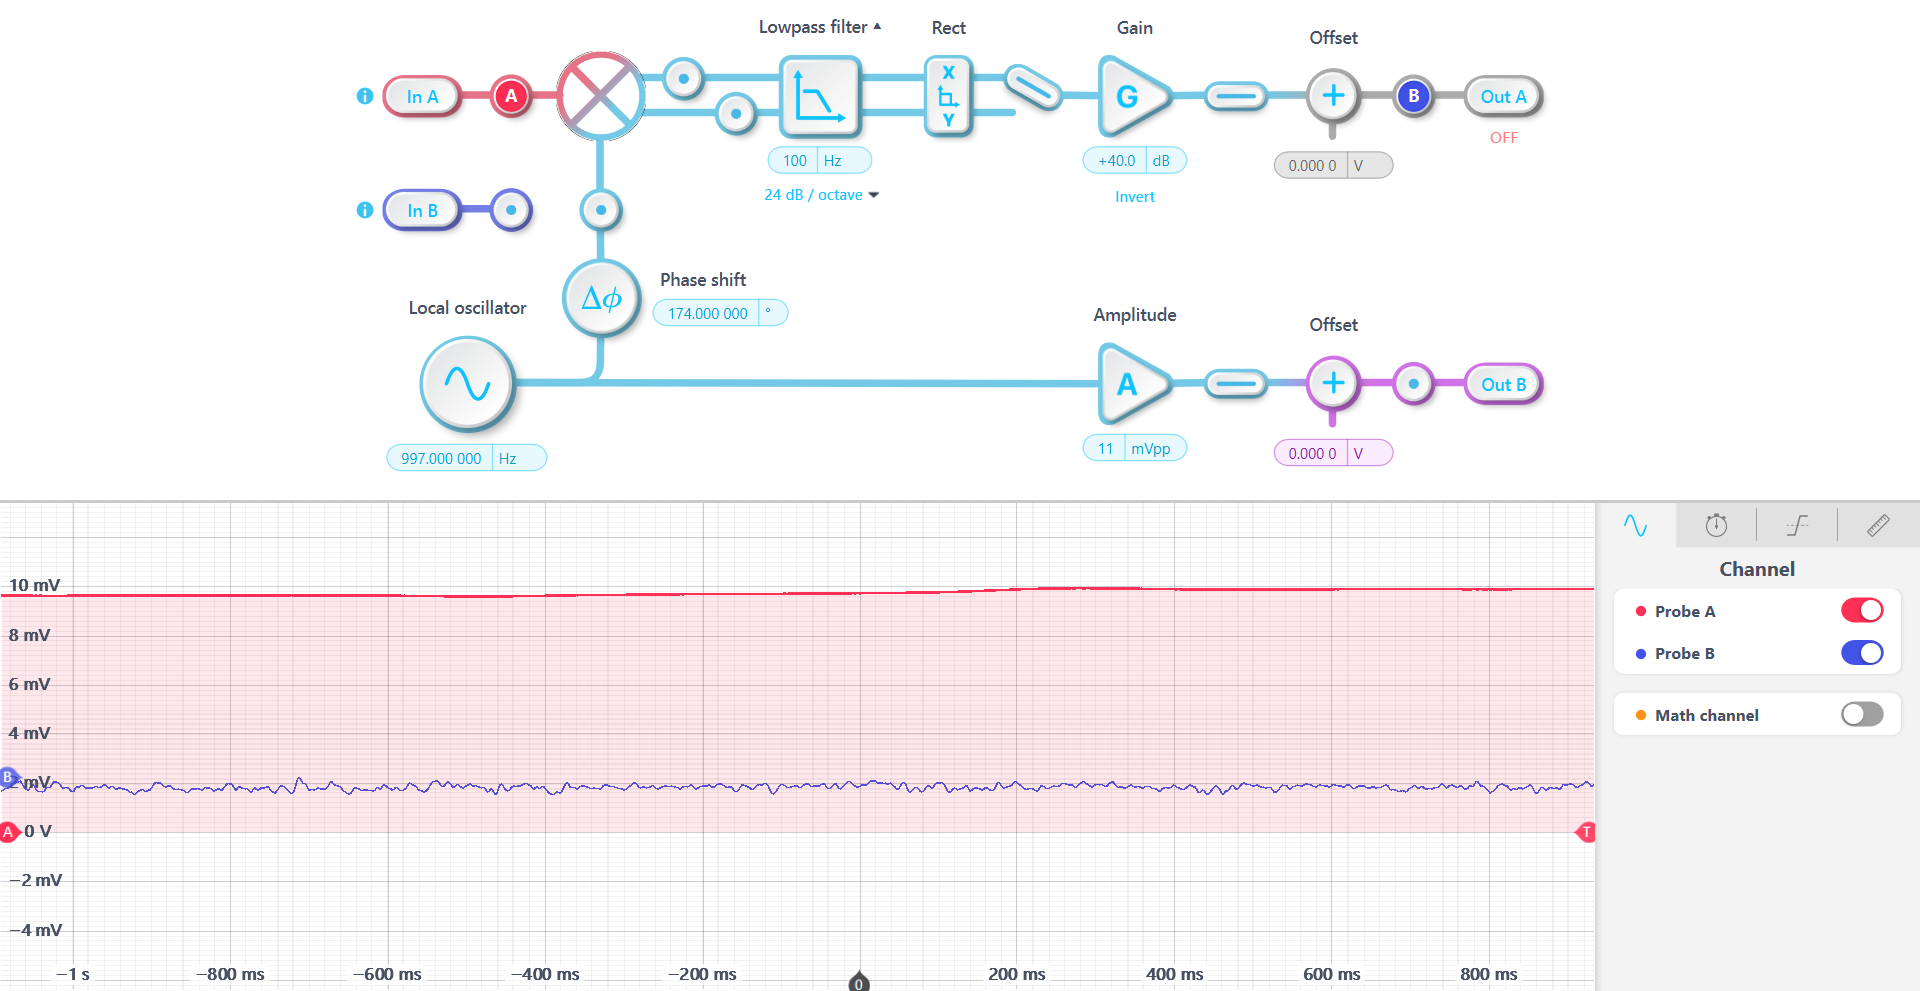 Lowpass filter
Rect
Gain
Offset
In A
A
X
Y
G
B
Out A
OFF
100 Hz
+40.0 dB
0.000 0 V
24 dB / octave
Invert
In B
Phase shift
Δϕ
174.000 000 °
Local oscillator
Amplitude
Offset
A
Out B
997.000 000 Hz
11 mVpp
0.000 0 V
10 mV
8 mV
6 mV
4 mV
B
2 mV
A
0 V
T
−2 mV
−4 mV
−1 s
−800 ms
−600 ms
−400 ms
−200 ms
0
200 ms
400 ms
600 ms
800 ms
Channel
Probe A
Probe B
Math channel